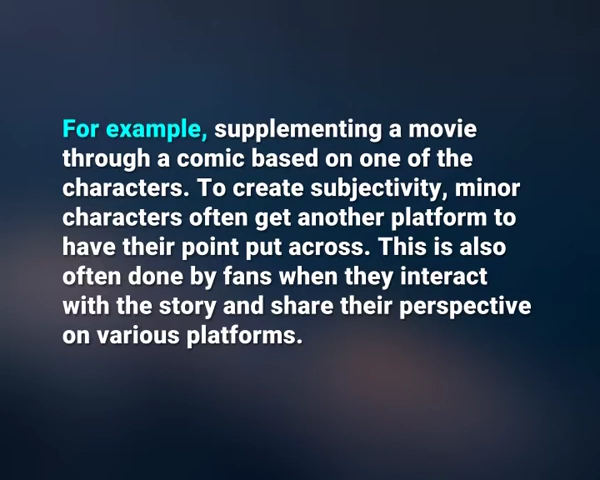 For example, supplementing a movie
through a comic based on one of the
characters. To create subjectivity, minor
characters often get another platform to
have their point put across. This is also
often done by fans when they interact
with the story and share their perspective
on various platforms.